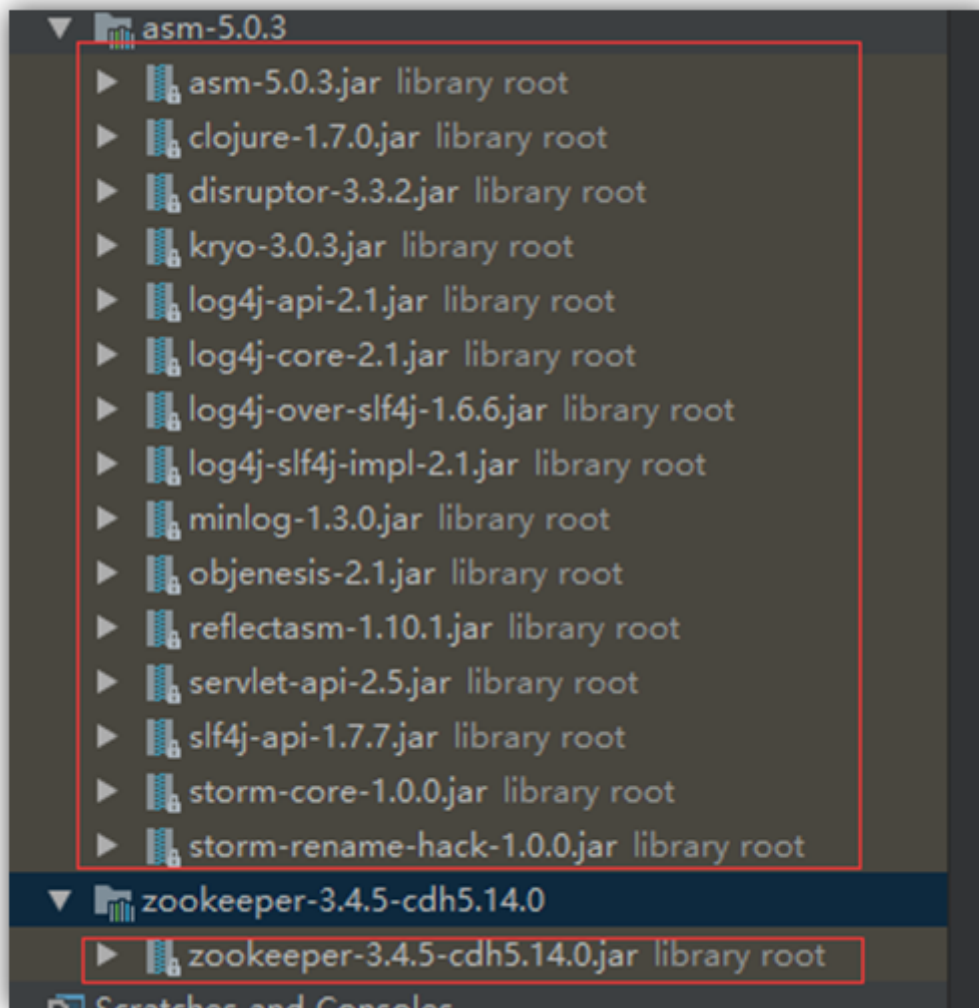 asm-5.0.3
asm-5.0.3.jar library root
clojure-1.7.0.jar library root
disruptor-3.3.2.jar library root
kryo-3.0.3.jar library root
log4j-api-2.1.jar library root
log4j-core-2.1.jar library root
log4j-over-slf4j-1.6.6.jar library root
log4j-slf4j-impl-2.1.jar library root
minlog-1.3.0.jar library root
objenesis-2.1.jar library root
reflectasm-1.10.1.jar library root
servlet-api-2.5.jar library root
slf4j-api-1.7.7.jar library root
storm-core-1.0.0.jar library root
storm-rename-hack-1.0.0.jar library root
zookeeper-3.4.5-cdh5.14.0
zookeeper-3.4.5-cdh5.14.0.jar library root
Scratches and Consoles